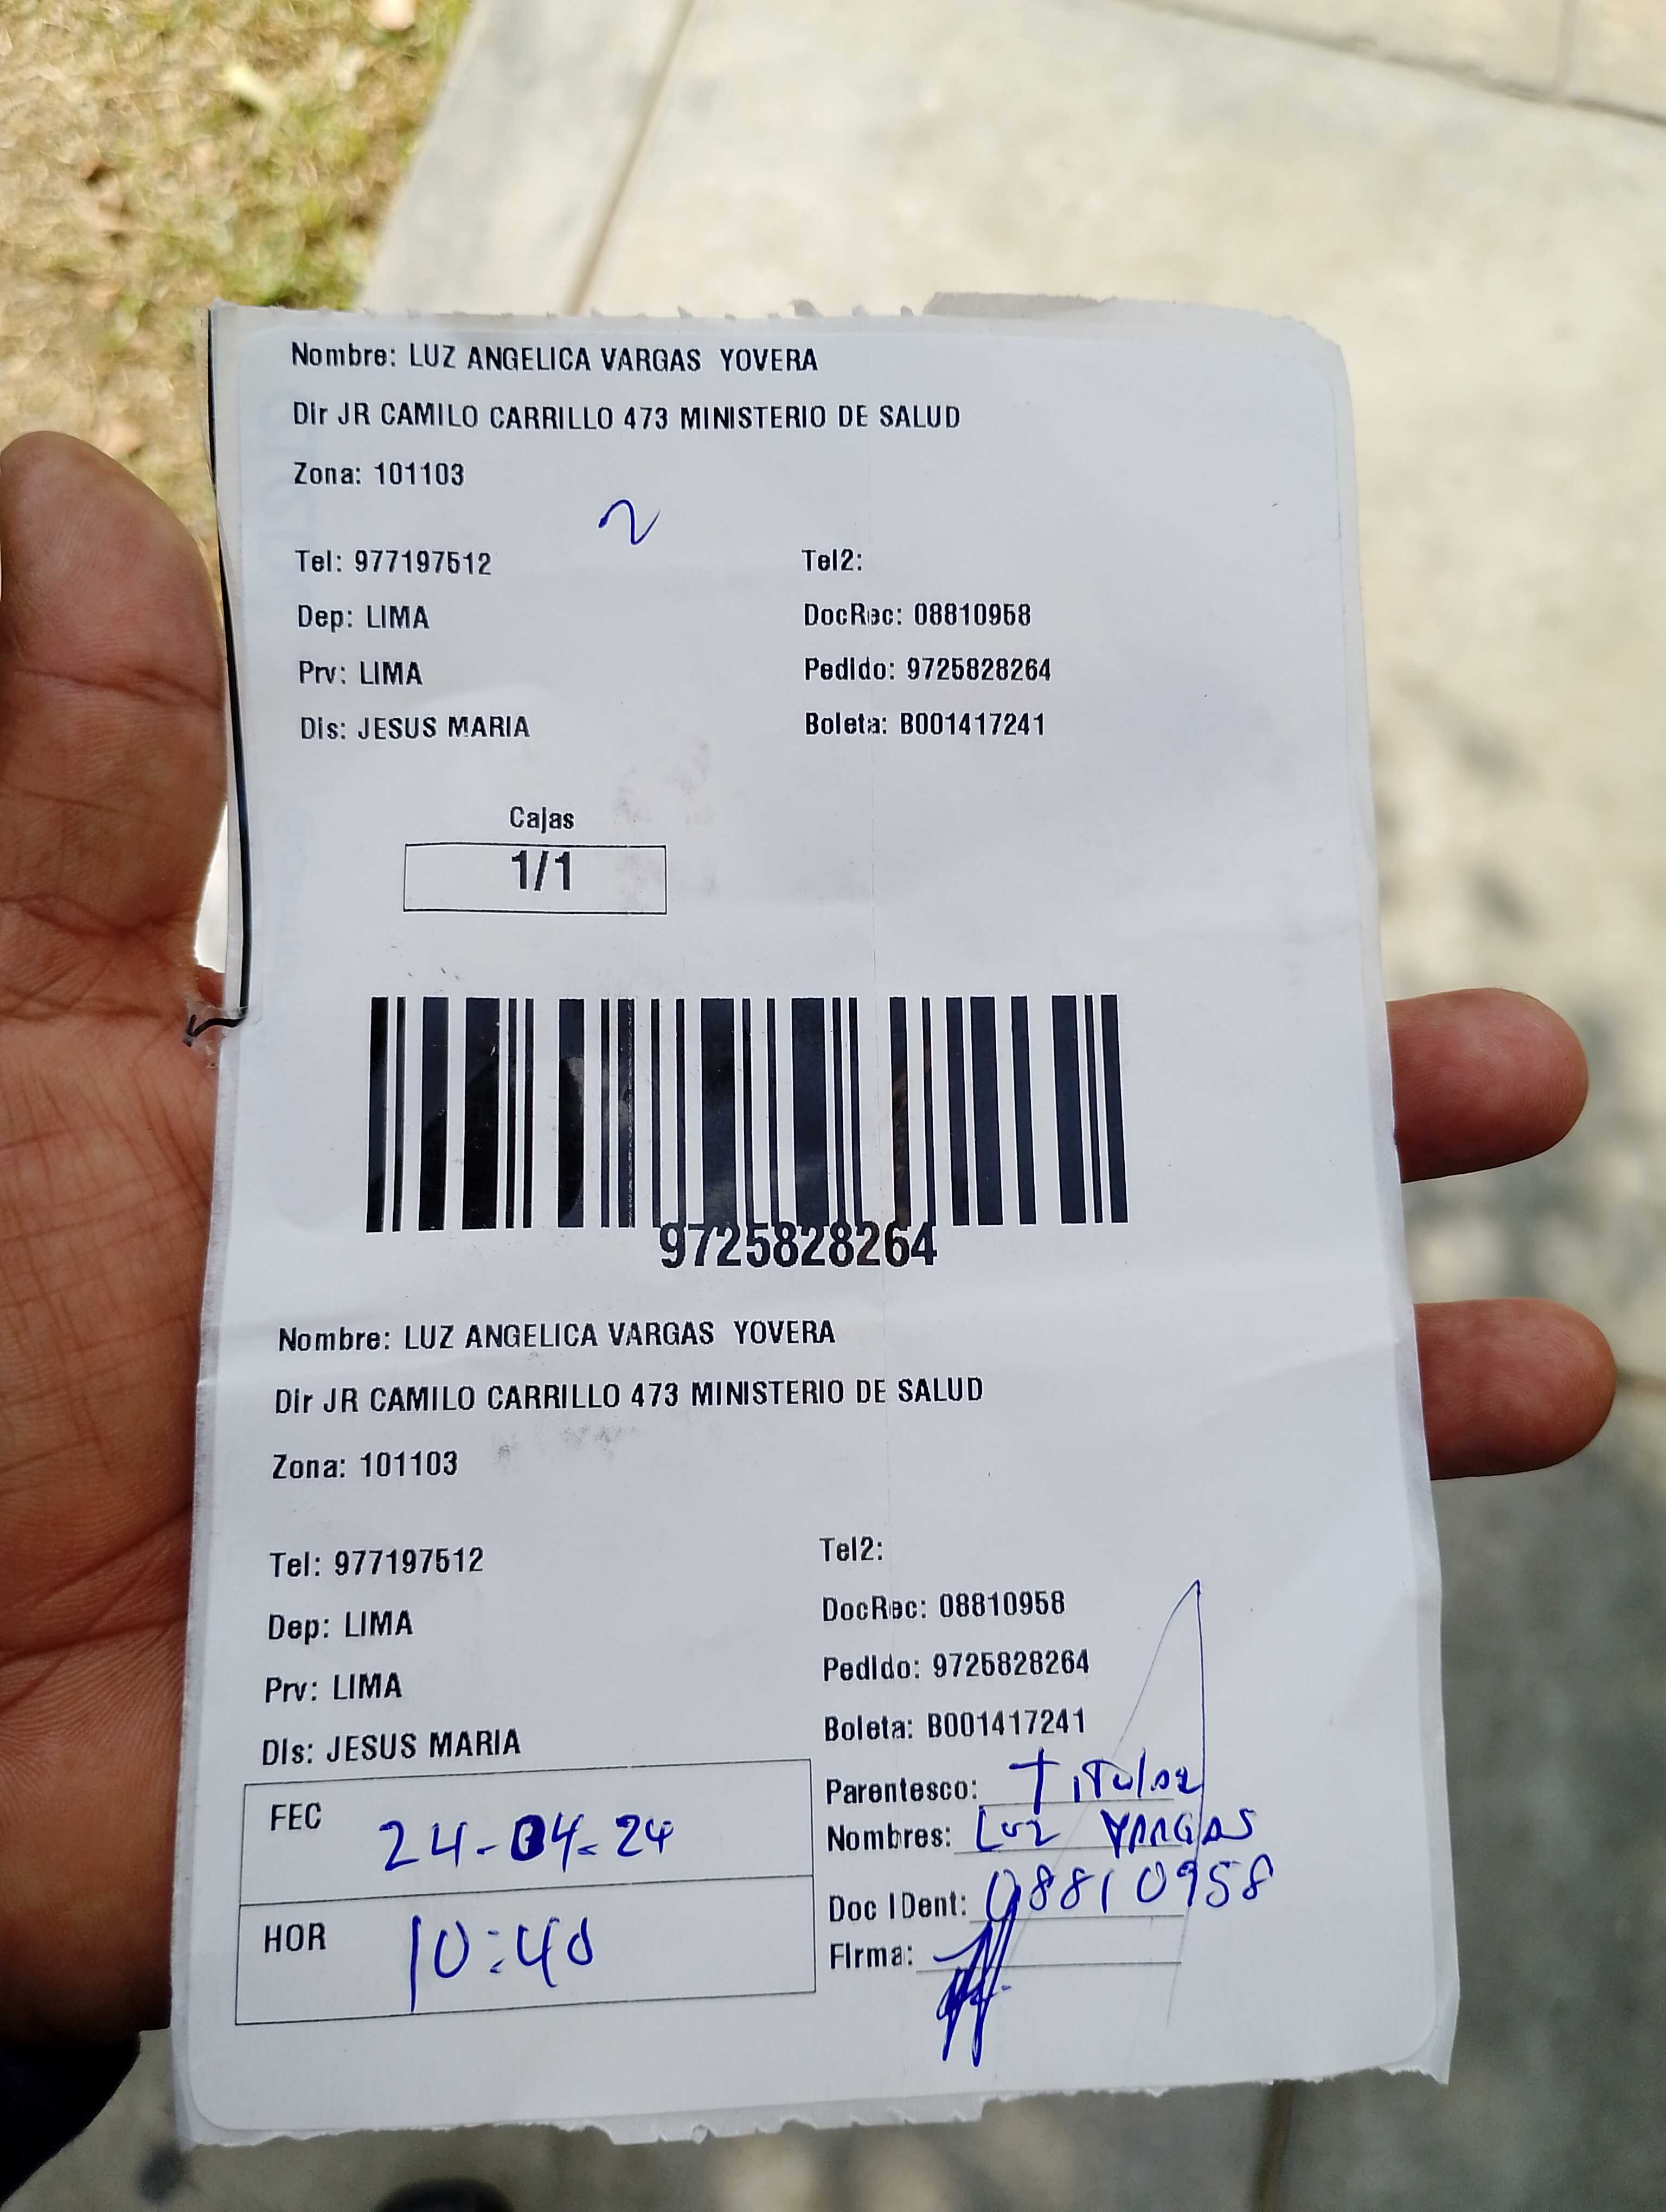 Nombre: LUZ ANGELICA VARGAS YOVERA
Dir JR CAMILO CARRILLO 473 MINISTERIO DE SALUD
Zona: 101103
Tel: 977197512 Tel2:
Dep: LIMA DocRec: 08810958
Prv: LIMA Pedido: 9725828264
Dis: JESUS MARIA Boleta: B001417241
Cajas
1/1
9725828264
Nombre: LUZ ANGELICA VARGAS YOVERA
Dir JR CAMILO CARRILLO 473 MINISTERIO DE SALUD
Zona: 101103
Tel: 977197512 Tel2:
Dep: LIMA DocRec: 08810958
Prv: LIMA Pedido: 9725828264
Dis: JESUS MARIA Boleta: B001417241
FEC 24-04-24
HOR 10:40
Parentesco: Titular
Nombres: Luz VARGAS
Doc IDent: 08810958
Firma: